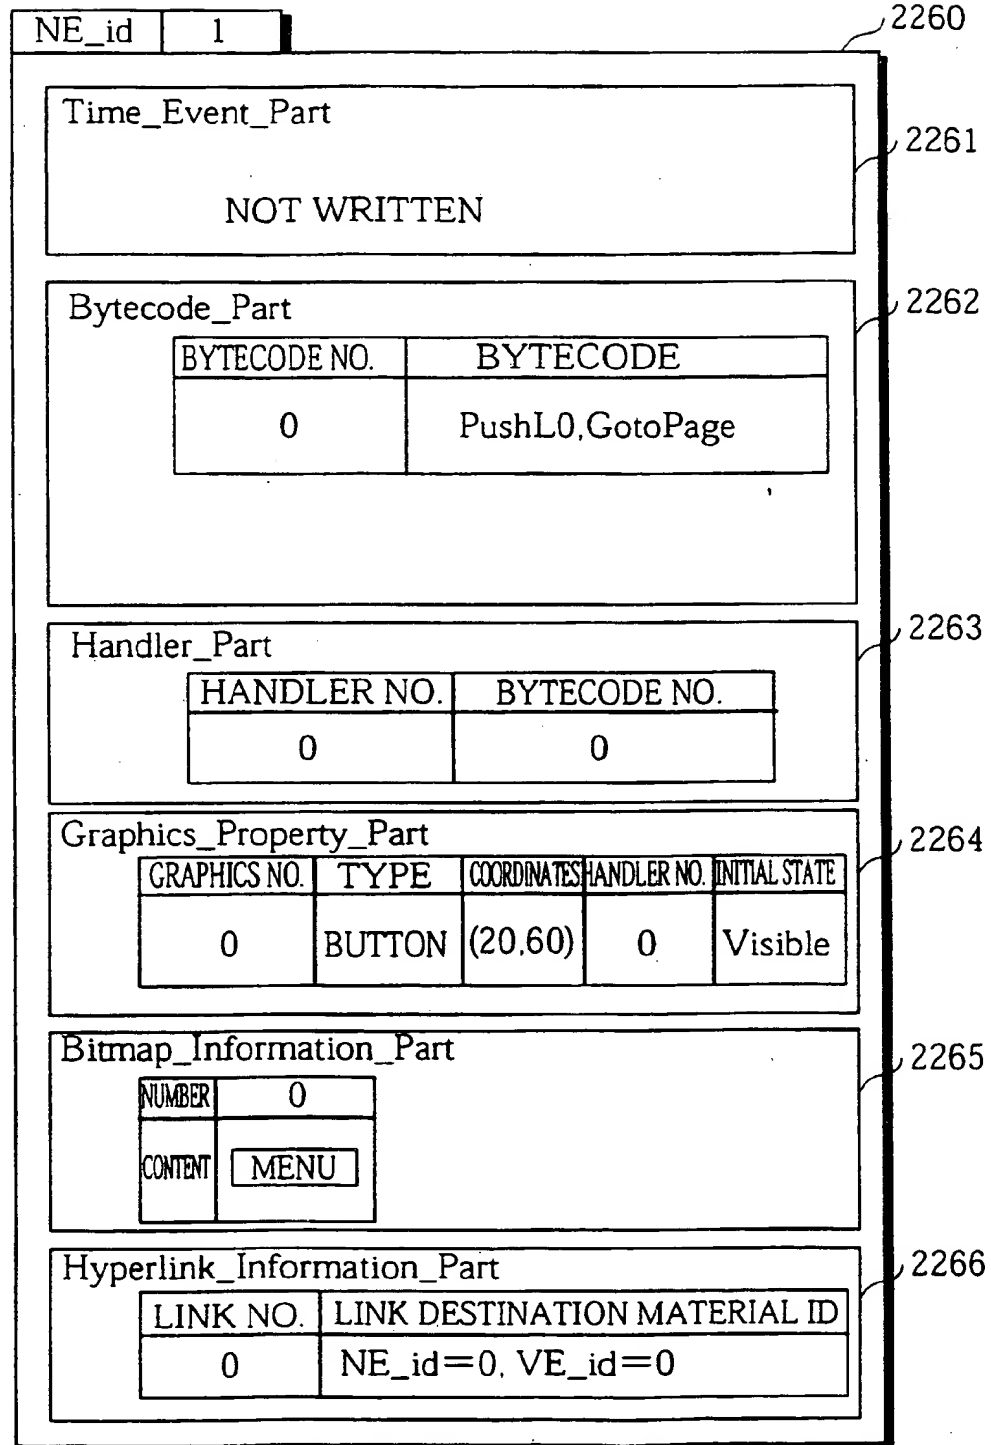 NE_id 1
2260
Time_Event_Part
2261
NOT WRITTEN
Bytecode_Part
2262
BYTECODE NO. BYTECODE
0 PushL0,GotoPage
Handler_Part
2263
HANDLER NO. BYTECODE NO.
0 0
Graphics_Property_Part
2264
GRAPHICS NO. TYPE COORDINATES HANDLER NO. INITIAL STATE
0 BUTTON (20,60) 0 Visible
Bitmap_Information_Part
2265
NUMBER 0
CONTENT MENU
Hyperlink_Information_Part
2266
LINK NO. LINK DESTINATION MATERIAL ID
0 NE_id=0, VE_id=0